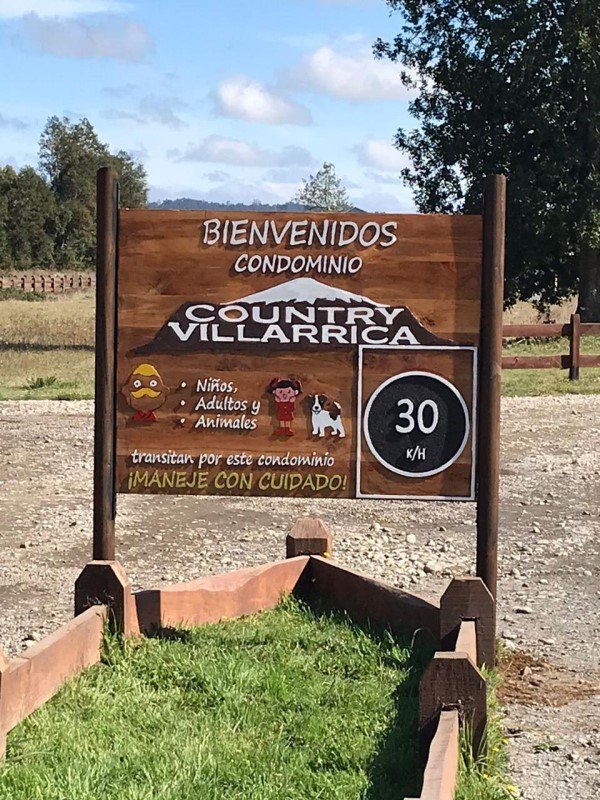 BIENVENIDOS
CONDOMINIO
COUNTRY
VILLARRICA
• Niños,
• Adultos y
• Animales
transitan por este condominio
¡MANEJE CON CUIDADO!
30
K/H